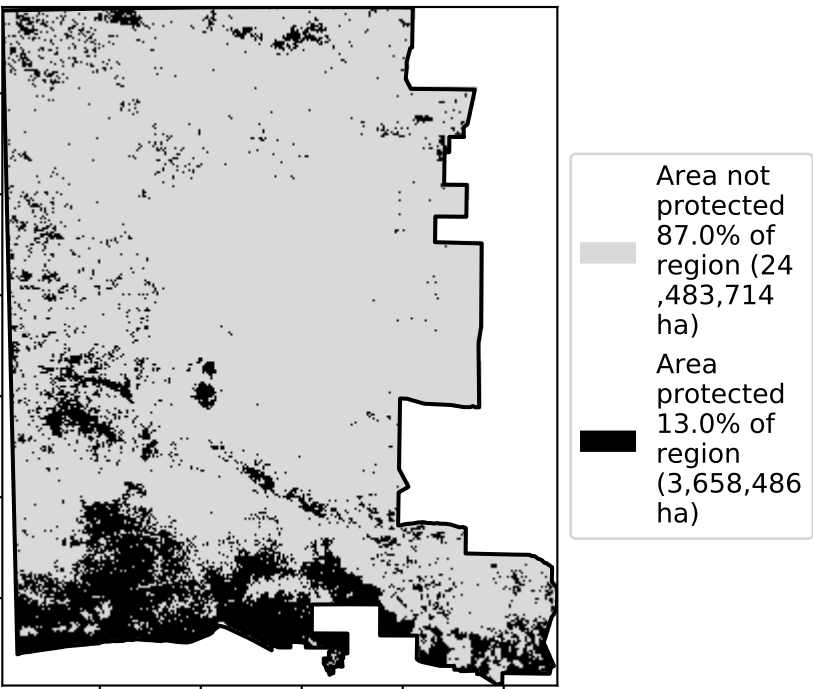 Area not
protected
87.0% of
region (24
,483,714
ha)
Area
protected
13.0% of
region
(3,658,486
ha)